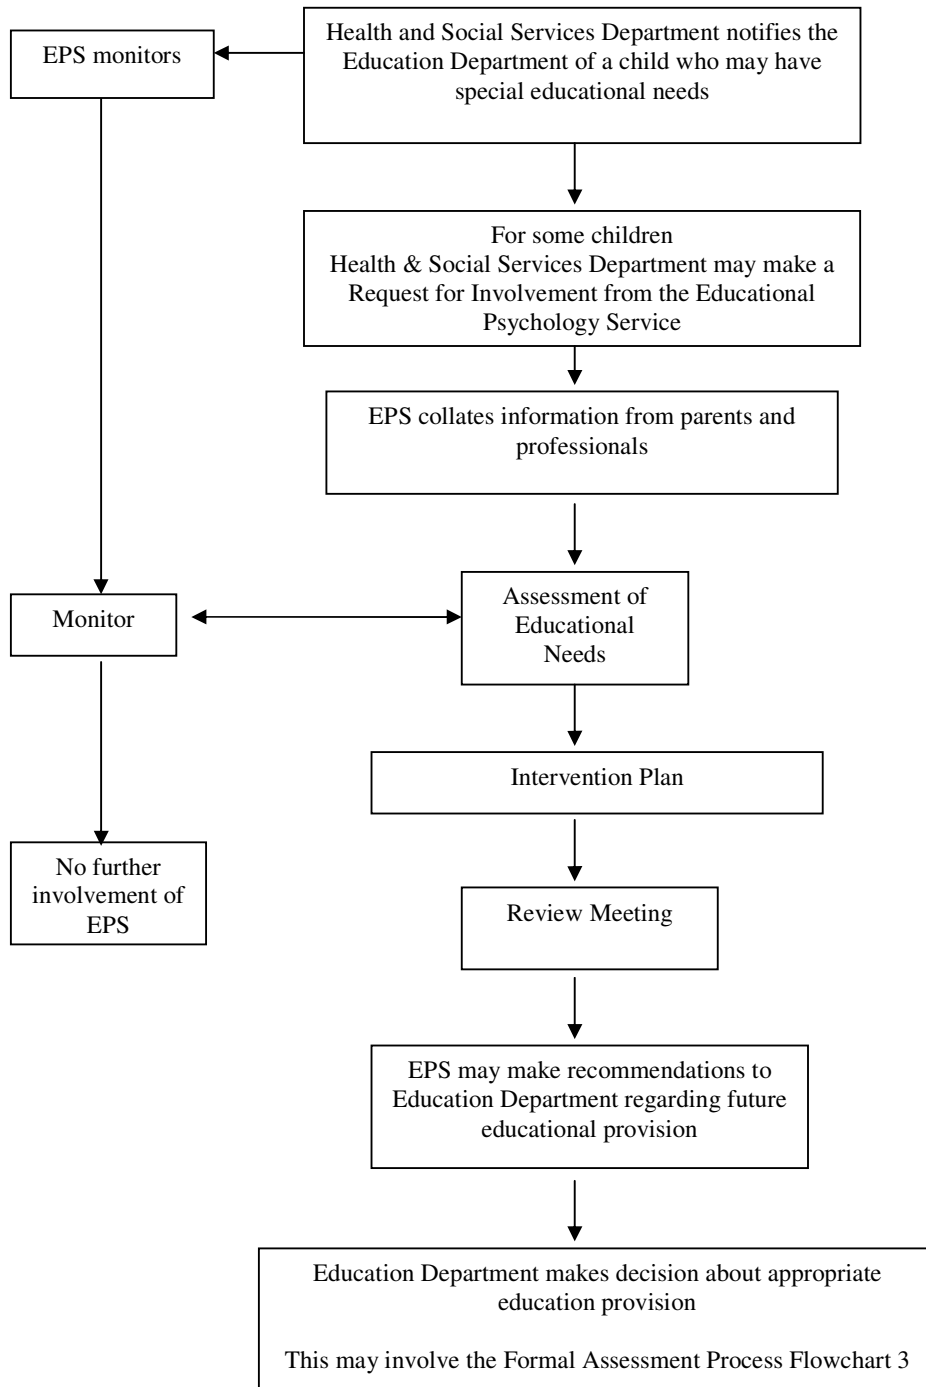 Health and Social Services Department notifies the
Education Department of a child who may have
special educational needs
EPS monitors
For some children
Health & Social Services Department may make a
Request for Involvement from the Educational
Psychology Service
EPS collates information from parents and
professionals
Assessment of
Educational
Needs
Monitor
Intervention Plan
No further
involvement of
EPS
Review Meeting
EPS may make recommendations to
Education Department regarding future
educational provision
Education Department makes decision about appropriate
education provision
This may involve the Formal Assessment Process Flowchart 3